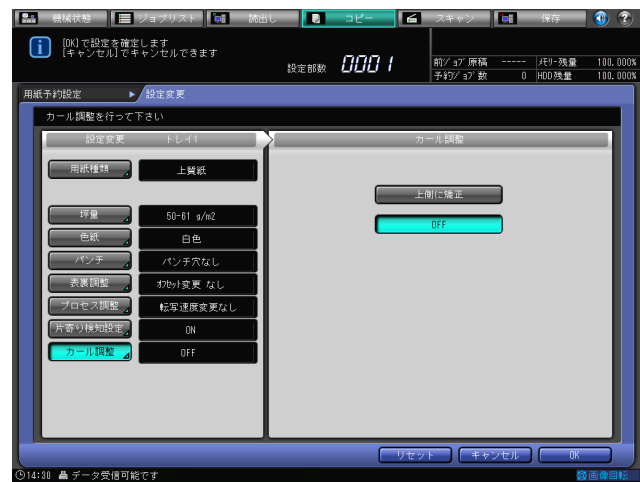 機械状態 ジョブリスト 読出し コピー スキャン 保存
[OK]で設定を確定します
[キャンセル]でキャンセルできます
設定部数 0001
前ｼﾞｮﾌﾞ原稿 ----- ﾒﾓﾘｰ残量 100.000%
予約ｼﾞｮﾌﾞ数 0 HDD残量 100.000%
用紙予約設定 設定変更
カール調整を行って下さい
設定変更 トレイ1 カール調整
用紙種類 上質紙
上側に矯正
坪量 50-61 g/m2
OFF
色紙 白色
パンチ パンチ穴なし
表裏調整 ｵﾌｾｯﾄ変更 なし
プロセス調整 転写速度変更なし
片寄り検知設定 ON
カール調整 OFF
リセット キャンセル OK
14:30 データ受信可能です 画像回転